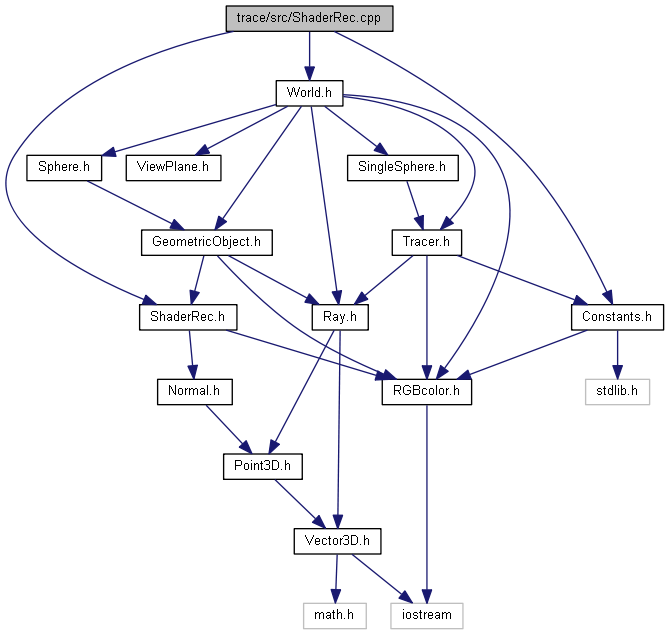 trace/src/ShaderRec.cpp
World.h
Sphere.h
ViewPlane.h
SingleSphere.h
GeometricObject.h
Tracer.h
ShaderRec.h
Ray.h
Constants.h
Normal.h
RGBcolor.h
stdlib.h
Point3D.h
Vector3D.h
math.h
iostream